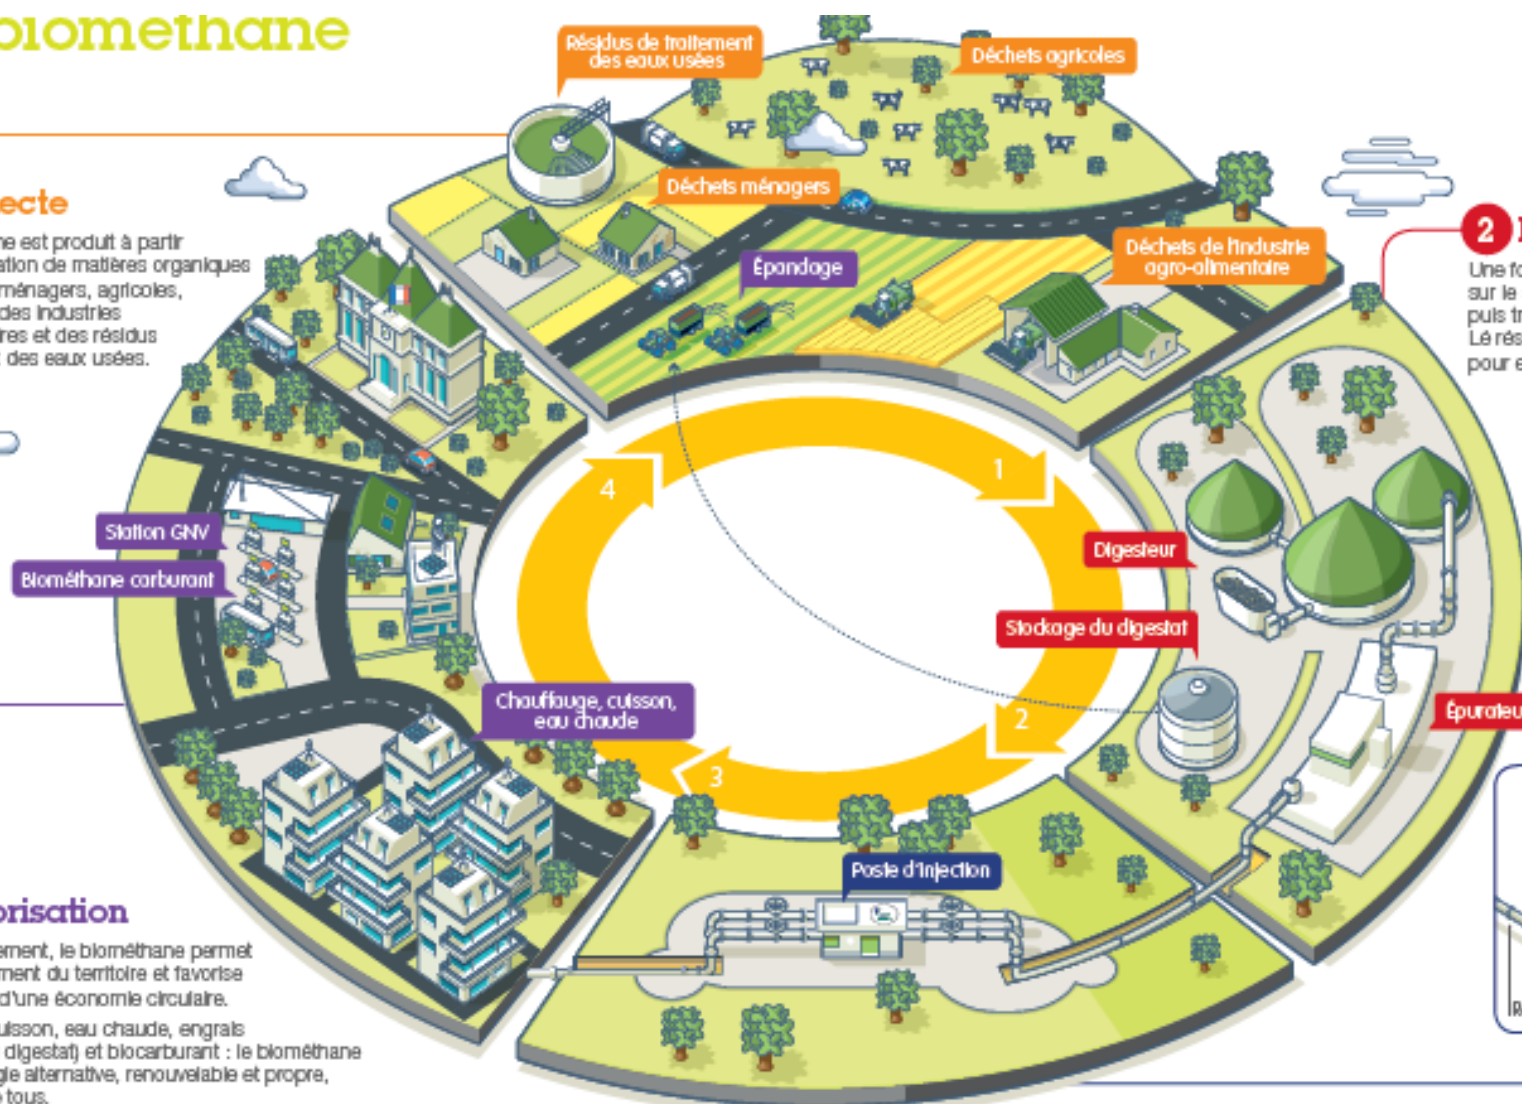 biomethane
Résidus de traitement
des eaux usées
Déchets agricoles
Déchets ménagers
Épandage
Déchets de l'industrie
agro-alimentaire
ecte
ne est produit à partir
ation de matières organiques
ménagers, agricoles,
des industries
res et des résidus
des eaux usées.
2
Une fo
sur le
puis tr
Lé rés
pour e
1
4
2
3
Station GNV
Biométhane carburant
Digesteur
Stockage du digestat
Épurateu
Chauffauge, cuisson,
eau chaude
Poste d'injection
orisation
ement, le biométhane permet
ment du territoire et favorise
d'une économie circulaire.
uisson, eau chaude, engrais
digestat) et biocarburant : le biométhane
gie alternative, renouvelable et propre,
tous.